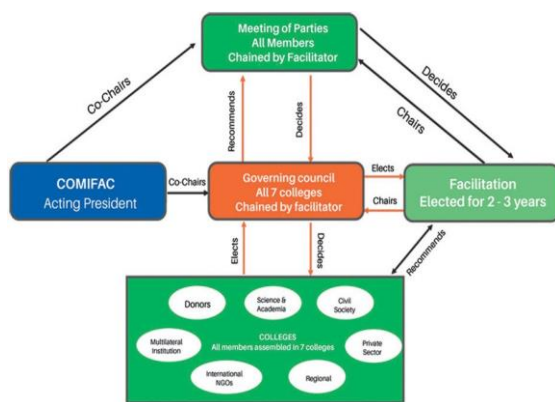 Meeting of Parties
All Members
Chained by Facilitator
Co-Chairs
Recommends
Decides
Chairs
Decides
COMIFAC
Acting President
Co-Chairs
Governing council
All 7 colleges
Chained by facilitator
Elects
Chairs
Facilitation
Elected for 2 - 3 years
Elects
Decides
Recommends
Donors
Science &
Academia
Civil
Society
COLLEGES
All members assembled in 7 colleges
Multilateral
Institution
Private
Sector
International
NGOs
Regional